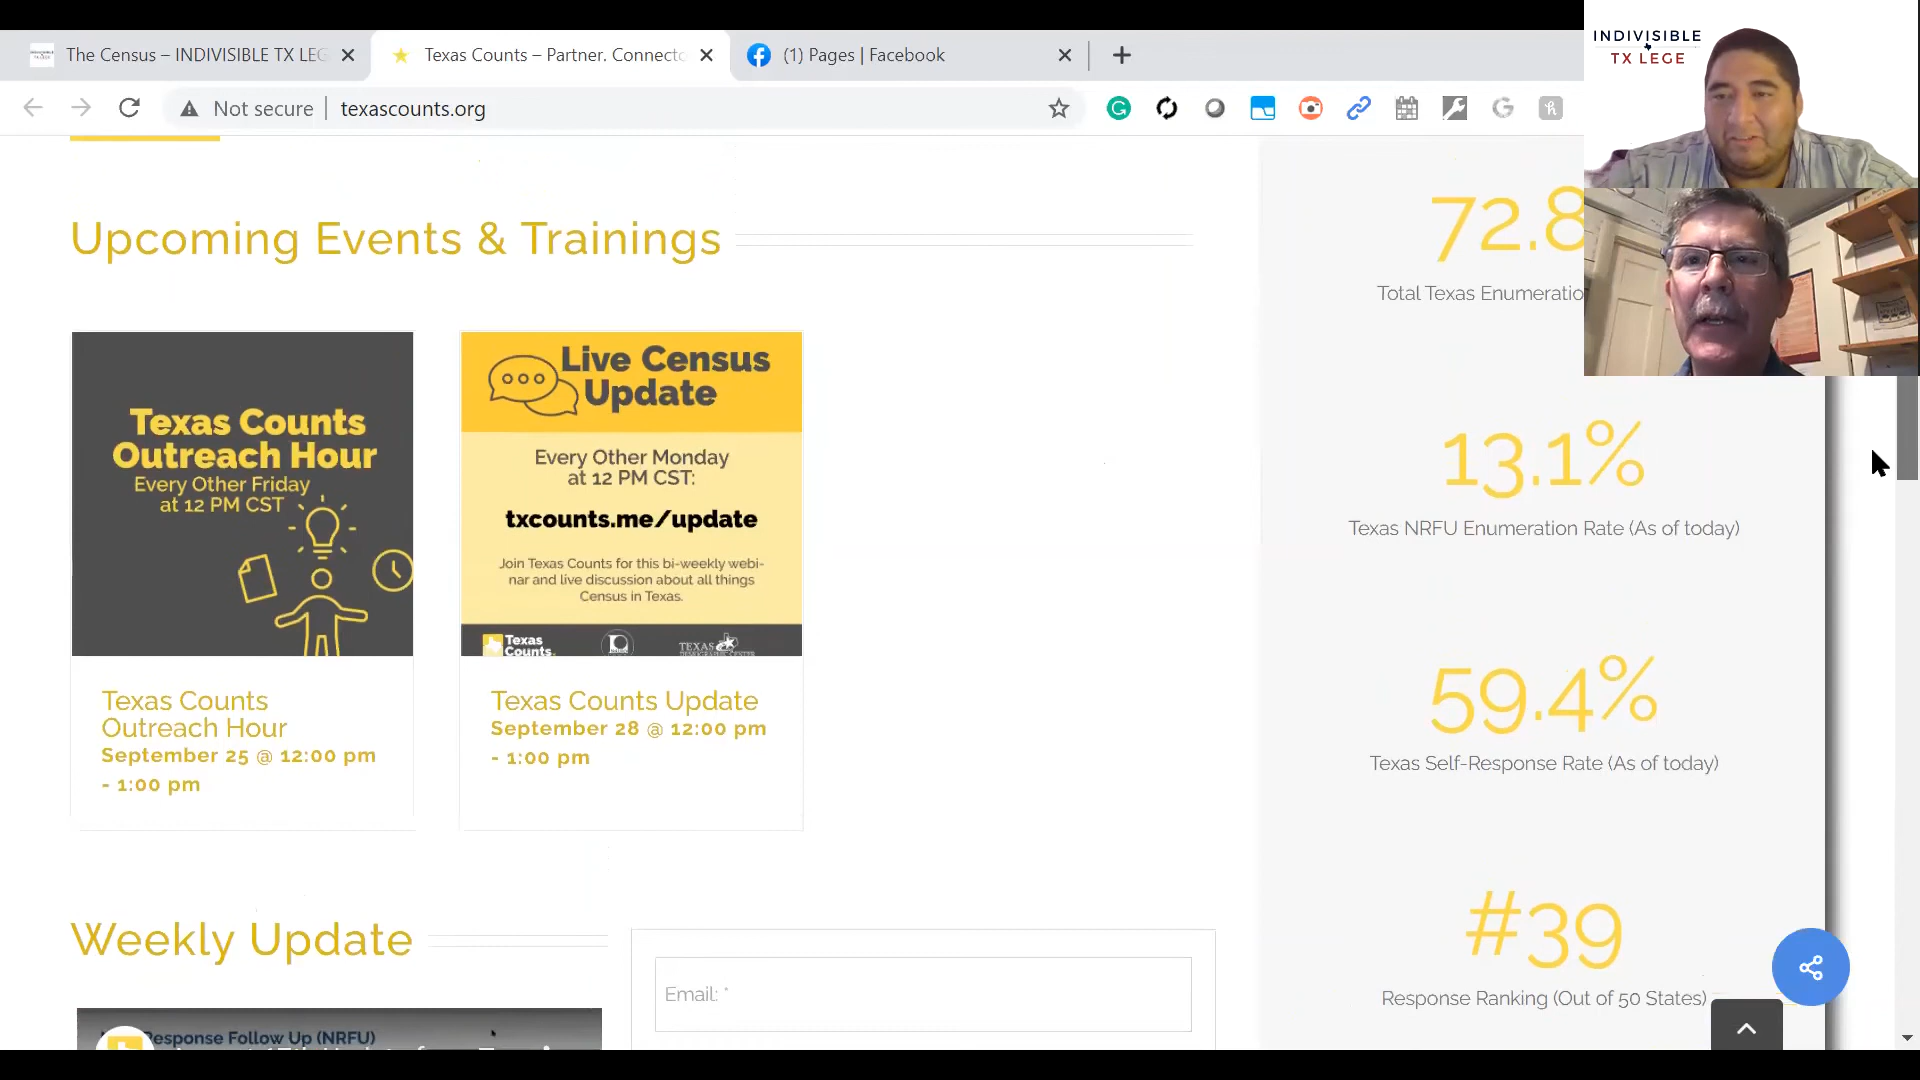 The Census – INDIVISIBLE TX LEG
Texas Counts – Partner. Connecto
(1) Pages | Facebook
INDIVISIBLE
TX LEGE
Not secure
texascounts.org
Upcoming Events & Trainings
72.8
Total Texas Enumeratio
Texas Counts
Outreach Hour
Every Other Friday
at 12 PM CST
Live Census
Update
Every Other Monday
at 12 PM CST:
txcounts.me/update
Join Texas Counts for this bi-weekly webi-
nar and live discussion about all things
Census in Texas.
Texas
Counts
TEXAS
DEMOGRAPHIC CENTER
13.1%
Texas NRFU Enumeration Rate (As of today)
59.4%
Texas Self-Response Rate (As of today)
Texas Counts
Outreach Hour
September 25 @ 12:00 pm
- 1:00 pm
Texas Counts Update
September 28 @ 12:00 pm
- 1:00 pm
#39
Response Ranking (Out of 50 States)
Weekly Update
Email: *
Response Follow Up (NRFU)